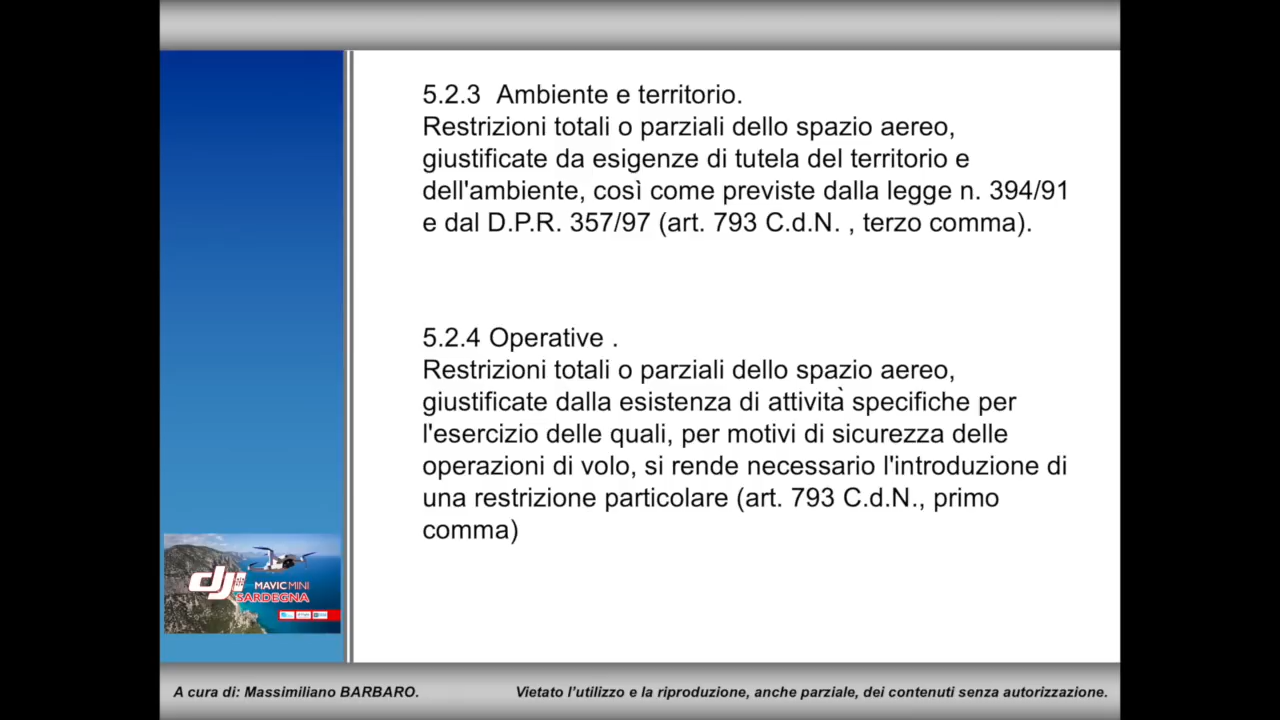 5.2.3 Ambiente e territorio.
Restrizioni totali o parziali dello spazio aereo,
giustificate da esigenze di tutela del territorio e
dell'ambiente, così come previste dalla legge n. 394/91
e dal D.P.R. 357/97 (art. 793 C.d.N. , terzo comma).
5.2.4 Operative .
Restrizioni totali o parziali dello spazio aereo,
giustificate dalla esistenza di attività specifiche per
l'esercizio delle quali, per motivi di sicurezza delle
operazioni di volo, si rende necessario l'introduzione di
una restrizione particolare (art. 793 C.d.N., primo
comma)
dji
MAVIC MINI
SARDEGNA
A cura di: Massimiliano BARBARO.
Vietato l'utilizzo e la riproduzione, anche parziale, dei contenuti senza autorizzazione.